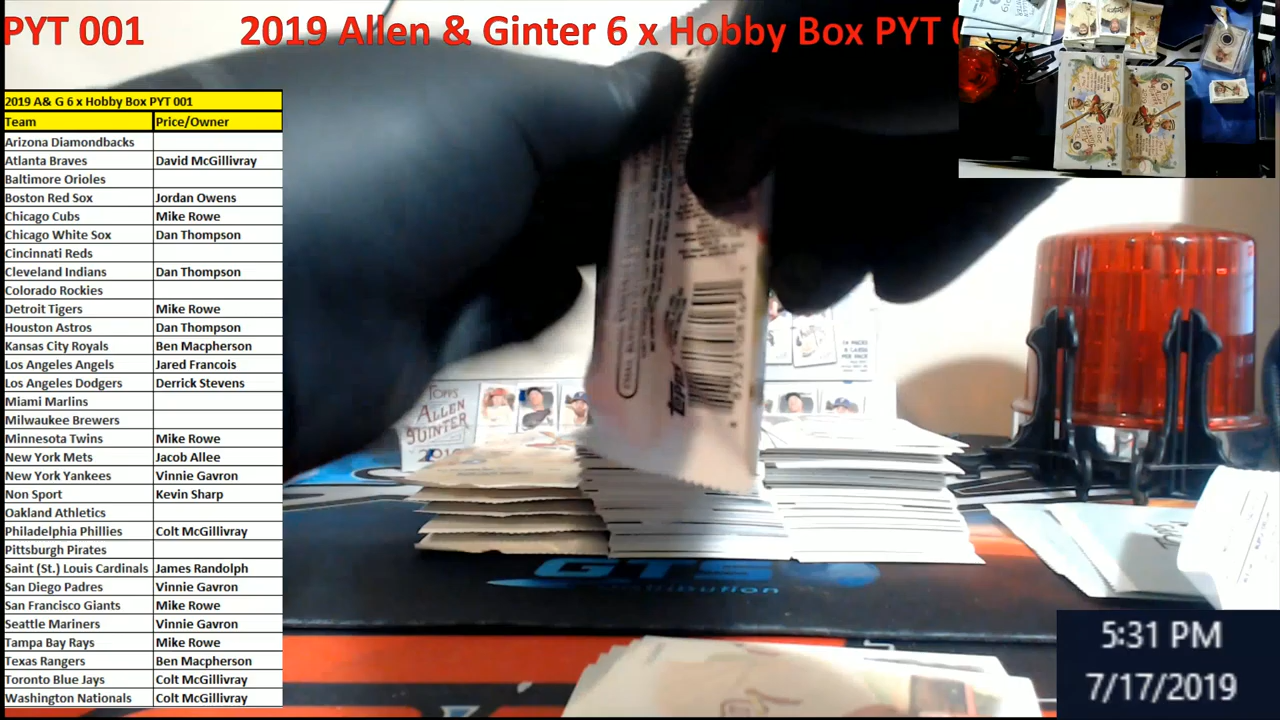 PYT 001 2019 Allen & Ginter 6 x Hobby Box PYT
2019 A& G 6 x Hobby Box PYT 001
Team Price/Owner
Arizona Diamondbacks
Atlanta Braves David McGillivray
Baltimore Orioles
Boston Red Sox Jordan Owens
Chicago Cubs Mike Rowe
Chicago White Sox Dan Thompson
Cincinnati Reds
Cleveland Indians Dan Thompson
Colorado Rockies
Detroit Tigers Mike Rowe
Houston Astros Dan Thompson
Kansas City Royals Ben Macpherson
Los Angeles Angels Jared Francois
Los Angeles Dodgers Derrick Stevens
Miami Marlins
Milwaukee Brewers
Minnesota Twins Mike Rowe
New York Mets Jacob Allee
New York Yankees Vinnie Gavron
Non Sport Kevin Sharp
Oakland Athletics
Philadelphia Phillies Colt McGillivray
Pittsburgh Pirates
Saint (St.) Louis Cardinals James Randolph
San Diego Padres Vinnie Gavron
San Francisco Giants Mike Rowe
Seattle Mariners Vinnie Gavron
Tampa Bay Rays Mike Rowe
Texas Rangers Ben Macpherson
Toronto Blue Jays Colt McGillivray
Washington Nationals Colt McGillivray
TOPPS
ALLEN
GINTER
Topps
GTS
Distribution
5:31 PM
7/17/2019